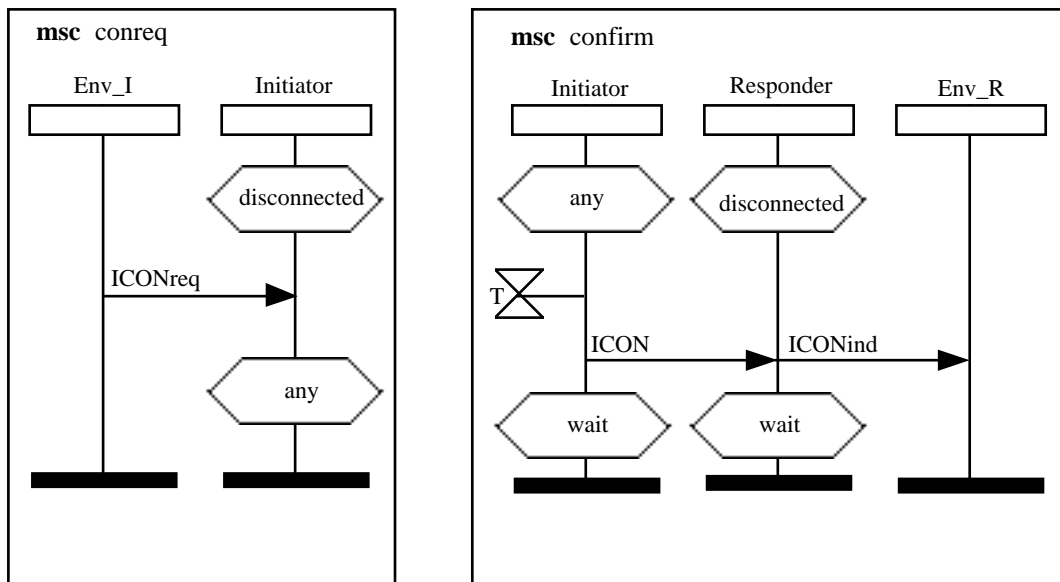 msc conreq
Env_I Initiator
disconnected
ICONreq
any
msc confirm
Initiator Responder Env_R
any disconnected
T
ICON ICONind
wait wait